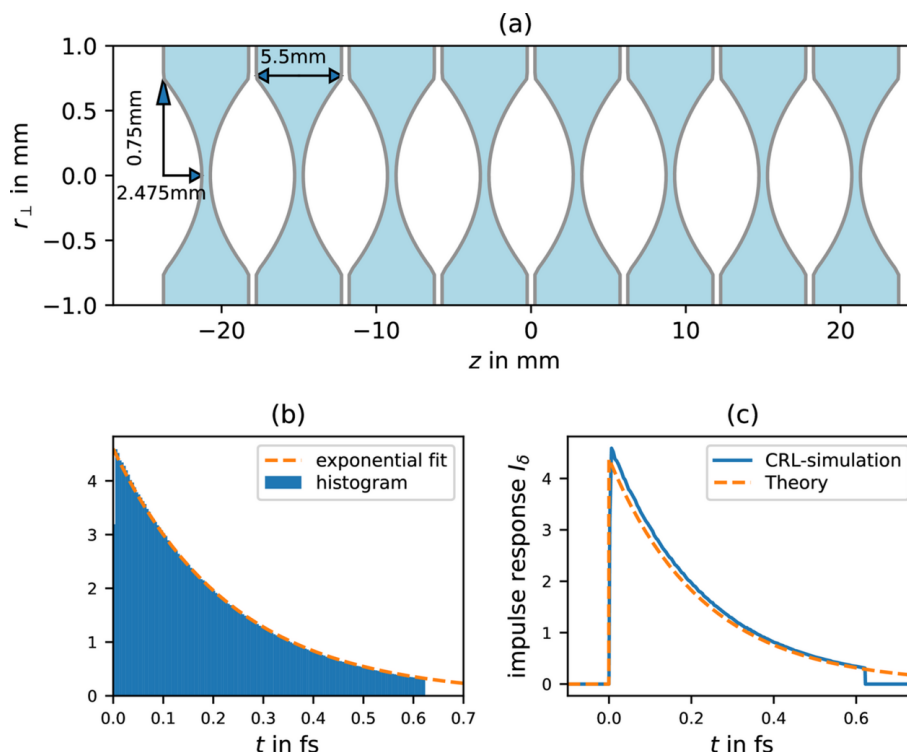 (a)
1.0
0.5
0.0
−0.5
−1.0
r⊥ in mm
5.5mm
0.75mm
2.475mm
−20
−10
0
10
20
z in mm
(b)
4
3
2
1
0
exponential fit
histogram
0.0
0.1
0.2
0.3
0.4
0.5
0.6
0.7
t in fs
(c)
impulse response Iδ
4
3
2
1
0
CRL-simulation
Theory
0.0
0.2
0.4
0.6
t in fs